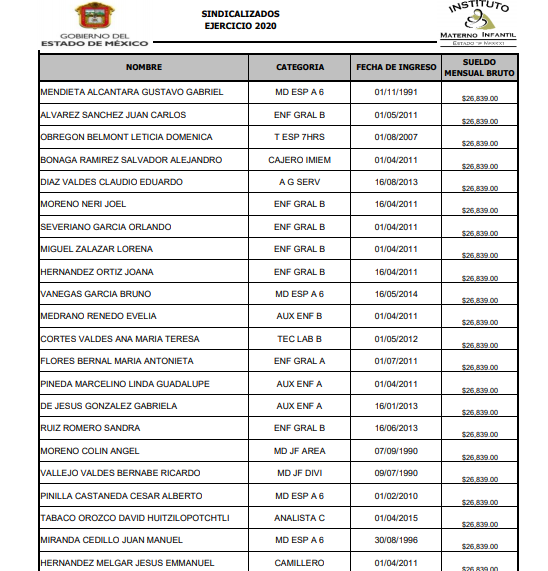 SINDICALIZADOS
EJERCICIO 2020
GOBIERNO DEL
ESTADO DE MÉXICO
INSTITUTO
MATERNO INFANTIL
ESTADO DE MÉXICO
NOMBRE CATEGORIA FECHA DE INGRESO SUELDO MENSUAL BRUTO
MENDIETA ALCANTARA GUSTAVO GABRIEL MD ESP A 6 01/11/1991 $26,839.00
ALVAREZ SANCHEZ JUAN CARLOS ENF GRAL B 01/05/2011 $26,839.00
OBREGON BELMONT LETICIA DOMENICA T ESP 7HRS 01/08/2007 $26,839.00
BONAGA RAMIREZ SALVADOR ALEJANDRO CAJERO IMIEM 01/04/2011 $26,839.00
DIAZ VALDES CLAUDIO EDUARDO A G SERV 16/08/2013 $26,839.00
MORENO NERI JOEL ENF GRAL B 16/04/2011 $26,839.00
SEVERIANO GARCIA ORLANDO ENF GRAL B 01/04/2011 $26,839.00
MIGUEL ZALAZAR LORENA ENF GRAL B 01/04/2011 $26,839.00
HERNANDEZ ORTIZ JOANA ENF GRAL B 16/04/2011 $26,839.00
VANEGAS GARCIA BRUNO MD ESP A 6 16/05/2014 $26,839.00
MEDRANO RENEDO EVELIA AUX ENF B 01/04/2011 $26,839.00
CORTES VALDES ANA MARIA TERESA TEC LAB B 01/05/2012 $26,839.00
FLORES BERNAL MARIA ANTONIETA ENF GRAL A 01/07/2011 $26,839.00
PINEDA MARCELINO LINDA GUADALUPE AUX ENF A 01/04/2011 $26,839.00
DE JESUS GONZALEZ GABRIELA AUX ENF A 16/01/2013 $26,839.00
RUIZ ROMERO SANDRA ENF GRAL B 16/06/2013 $26,839.00
MORENO COLIN ANGEL MD JF AREA 07/09/1990 $26,839.00
VALLEJO VALDES BERNABE RICARDO MD JF DIVI 09/07/1990 $26,839.00
PINILLA CASTANEDA CESAR ALBERTO MD ESP A 6 01/02/2010 $26,839.00
TABACO OROZCO DAVID HUITZILOPOTCHTLI ANALISTA C 01/04/2015 $26,839.00
MIRANDA CEDILLO JUAN MANUEL MD ESP A 6 30/08/1996 $26,839.00
HERNANDEZ MELGAR JESUS EMMANUEL CAMILLERO 01/04/2011 $26,839.00